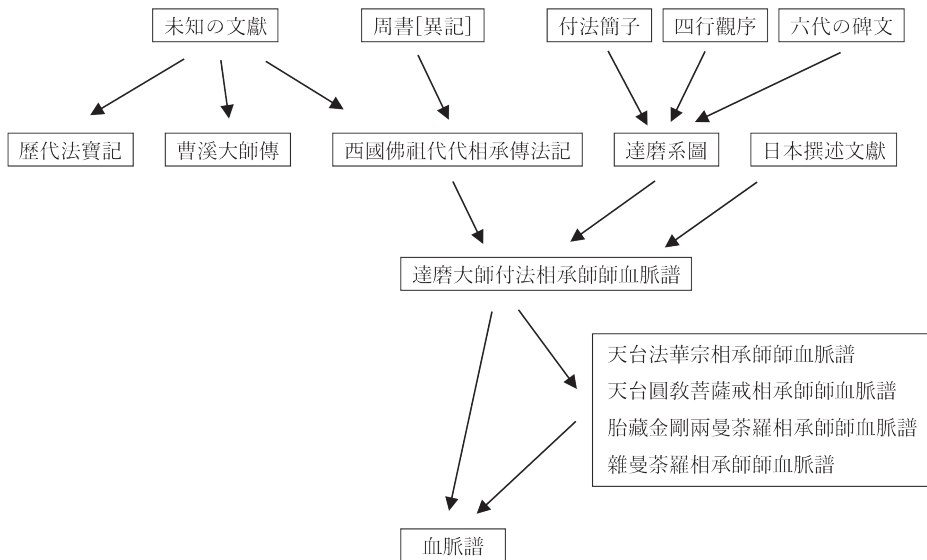 未知の文獻
周書[異記]
付法簡子
四行觀序
六代の碑文
歷代法寶記
曹溪大師傳
西國佛祖代代相承傳法記
達磨系圖
日本撰述文獻
達磨大師付法相承師師血脈譜
天台法華宗相承師師血脈譜
天台圓教菩薩戒相承師師血脈譜
胎藏金剛兩曼荼羅相承師師血脈譜
雜曼荼羅相承師師血脈譜
血脈譜